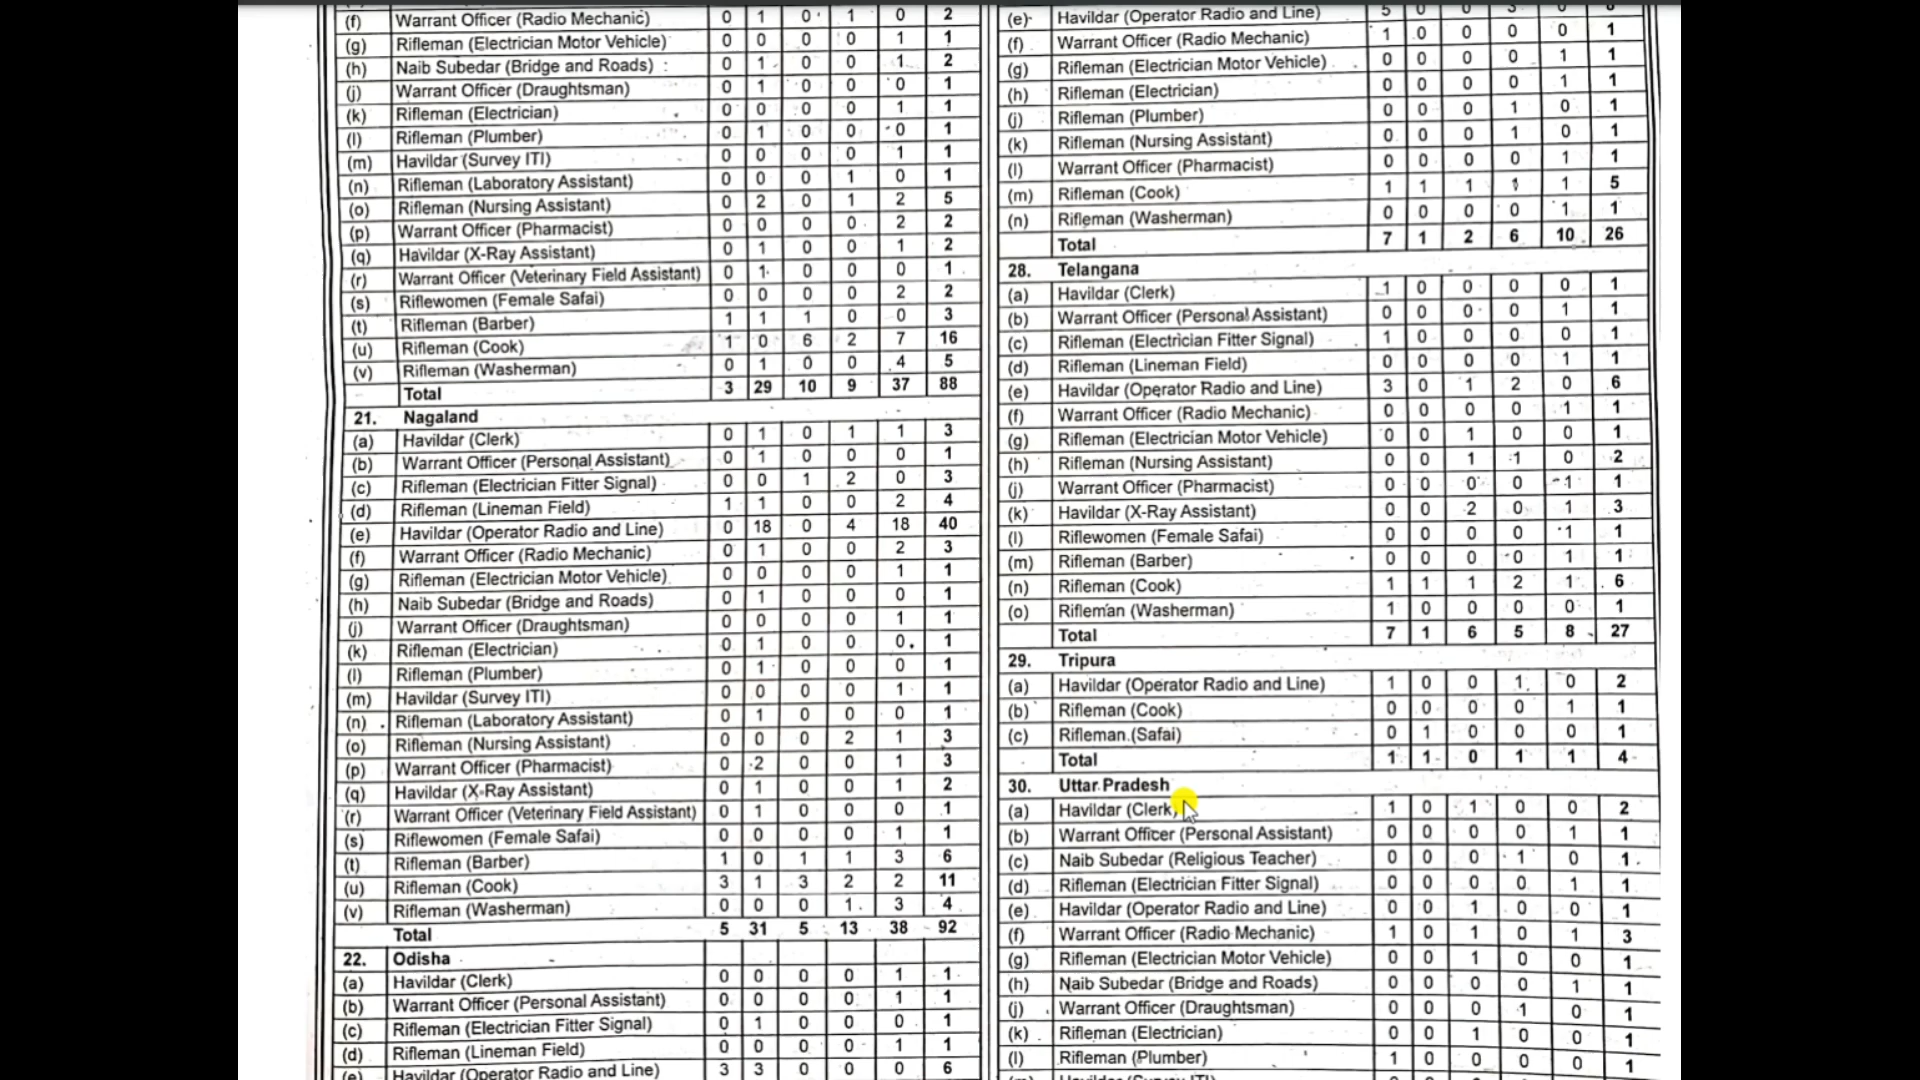 (f) Warrant Officer (Radio Mechanic) 0 1 0 1 0 2
(g) Rifleman (Electrician Motor Vehicle) 0 0 0 0 1 1
(h) Naib Subedar (Bridge and Roads) 0 1 0 0 1 2
(j) Warrant Officer (Draughtsman) 0 1 0 0 0 1
(k) Rifleman (Electrician) 0 0 0 0 1 1
(l) Rifleman (Plumber) 0 1 0 0 0 1
(m) Havildar (Survey ITI) 0 0 0 0 1 1
(n) Rifleman (Laboratory Assistant) 0 0 0 1 0 1
(o) Rifleman (Nursing Assistant) 0 2 0 1 2 5
(p) Warrant Officer (Pharmacist) 0 0 0 0 2 2
(q) Havildar (X-Ray Assistant) 0 1 0 0 1 2
(r) Warrant Officer (Veterinary Field Assistant) 0 1 0 0 0 1
(s) Riflewomen (Female Safai) 0 0 0 0 2 2
(t) Rifleman (Barber) 1 1 1 0 0 3
(u) Rifleman (Cook) 1 0 6 2 7 16
(v) Rifleman (Washerman) 0 1 0 0 4 5
Total 3 29 10 9 37 88
21. Nagaland
(a) Havildar (Clerk) 0 1 0 1 1 3
(b) Warrant Officer (Personal Assistant) 0 1 0 0 0 1
(c) Rifleman (Electrician Fitter Signal) 0 0 1 2 0 3
(d) Rifleman (Lineman Field) 1 1 0 0 2 4
(e) Havildar (Operator Radio and Line) 0 18 0 4 18 40
(f) Warrant Officer (Radio Mechanic) 0 1 0 0 2 3
(g) Rifleman (Electrician Motor Vehicle) 0 0 0 0 1 1
(h) Naib Subedar (Bridge and Roads) 0 1 0 0 0 1
(j) Warrant Officer (Draughtsman) 0 0 0 0 1 1
(k) Rifleman (Electrician) 0 1 0 0 0 1
(l) Rifleman (Plumber) 0 1 0 0 0 1
(m) Havildar (Survey ITI) 0 0 0 0 1 1
(n) Rifleman (Laboratory Assistant) 0 1 0 0 0 1
(o) Rifleman (Nursing Assistant) 0 0 0 2 1 3
(p) Warrant Officer (Pharmacist) 0 2 0 0 1 3
(q) Havildar (X-Ray Assistant) 0 1 0 0 1 2
(r) Warrant Officer (Veterinary Field Assistant) 0 1 0 0 0 1
(s) Riflewomen (Female Safai) 0 0 0 0 1 1
(t) Rifleman (Barber) 1 0 1 1 3 6
(u) Rifleman (Cook) 3 1 3 2 2 11
(v) Rifleman (Washerman) 0 0 0 1 3 4
Total 5 31 5 13 38 92
22. Odisha
(a) Havildar (Clerk) 0 0 0 0 1 1
(b) Warrant Officer (Personal Assistant) 0 0 0 0 1 1
(c) Rifleman (Electrician Fitter Signal) 0 1 0 0 0 1
(d) Rifleman (Lineman Field) 0 0 0 0 1 1
(e) Havildar (Operator Radio and Line) 3 3 0 0 0 6
(e) Havildar (Operator Radio and Line) 5 0 0 3 0 8
(f) Warrant Officer (Radio Mechanic) 1 0 0 0 0 1
(g) Rifleman (Electrician Motor Vehicle) 0 0 0 0 1 1
(h) Rifleman (Electrician) 0 0 0 0 1 1
(j) Rifleman (Plumber) 0 0 0 1 0 1
(k) Rifleman (Nursing Assistant) 0 0 0 1 0 1
(l) Warrant Officer (Pharmacist) 0 0 0 0 1 1
(m) Rifleman (Cook) 1 1 1 1 1 5
(n) Rifleman (Washerman) 0 0 0 0 1 1
Total 7 1 2 6 10 26
28. Telangana
(a) Havildar (Clerk) 1 0 0 0 0 1
(b) Warrant Officer (Personal Assistant) 0 0 0 0 1 1
(c) Rifleman (Electrician Fitter Signal) 1 0 0 0 0 1
(d) Rifleman (Lineman Field) 0 0 0 0 1 1
(e) Havildar (Operator Radio and Line) 3 0 1 2 0 6
(f) Warrant Officer (Radio Mechanic) 0 0 0 0 1 1
(g) Rifleman (Electrician Motor Vehicle) 0 0 1 0 0 1
(h) Rifleman (Nursing Assistant) 0 0 1 1 0 2
(j) Warrant Officer (Pharmacist) 0 0 0 0 1 1
(k) Havildar (X-Ray Assistant) 0 0 2 0 1 3
(l) Riflewomen (Female Safai) 0 0 0 0 1 1
(m) Rifleman (Barber) 0 0 0 0 1 1
(n) Rifleman (Cook) 1 1 1 2 1 6
(o) Rifleman (Washerman) 1 0 0 0 0 1
Total 7 1 6 5 8 27
29. Tripura
(a) Havildar (Operator Radio and Line) 1 0 0 1 0 2
(b) Rifleman (Cook) 0 0 0 0 1 1
(c) Rifleman (Safai) 0 1 0 0 0 1
Total 1 1 0 1 1 4
30. Uttar Pradesh
(a) Havildar (Clerk) 1 0 1 0 0 2
(b) Warrant Officer (Personal Assistant) 0 0 0 0 1 1
(c) Naib Subedar (Religious Teacher) 0 0 0 1 0 1
(d) Rifleman (Electrician Fitter Signal) 0 0 0 0 1 1
(e) Havildar (Operator Radio and Line) 0 0 1 0 0 1
(f) Warrant Officer (Radio Mechanic) 1 0 1 0 1 3
(g) Rifleman (Electrician Motor Vehicle) 0 0 1 0 0 1
(h) Naib Subedar (Bridge and Roads) 0 0 0 0 1 1
(j) Warrant Officer (Draughtsman) 0 0 0 1 0 1
(k) Rifleman (Electrician) 0 0 1 0 0 1
(l) Rifleman (Plumber) 1 0 0 0 0 1